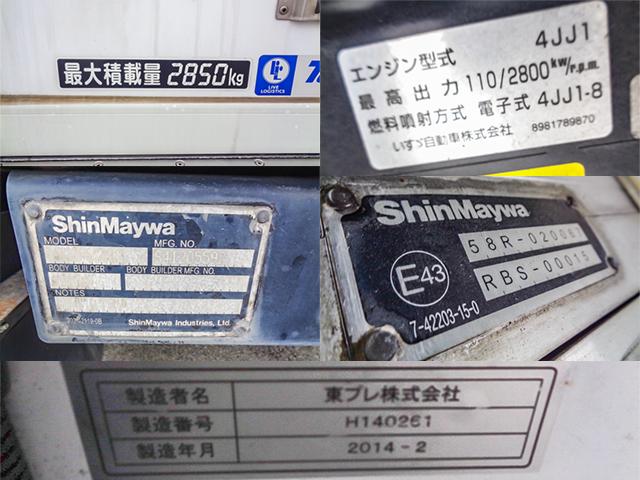 最大積載量 2850kg
LIVE
LOGISTICS
エンジン型式 4JJ1
最高出力 110/2800kW/r.p.m.
燃料噴射方式 電子式 4JJ1-8
いすゞ自動車株式会社 8981789870
ShinMaywa
MODEL MFG. NO.
BODY BUILDER BODY BUILDER MFG. NO.
NOTES
ShinMaywa Industries, Ltd.
ShinMaywa
58R-020087
E43
RBS-00015
7-42203-15-0
製造者名 東プレ株式会社
製造番号 H140261
製造年月 2014-2